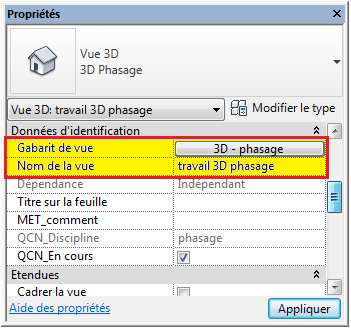 Propriétés
Vue 3D
3D Phasage
Vue 3D: travail 3D phasage Modifier le type
Données d'identification
Gabarit de vue 3D - phasage
Nom de la vue travail 3D phasage
Dépendance Indépendant
Titre sur la feuille
MET_comment
QCN_Discipline phasage
QCN_En cours
Etendues
Cadrer la vue
Aide des propriétés Appliquer